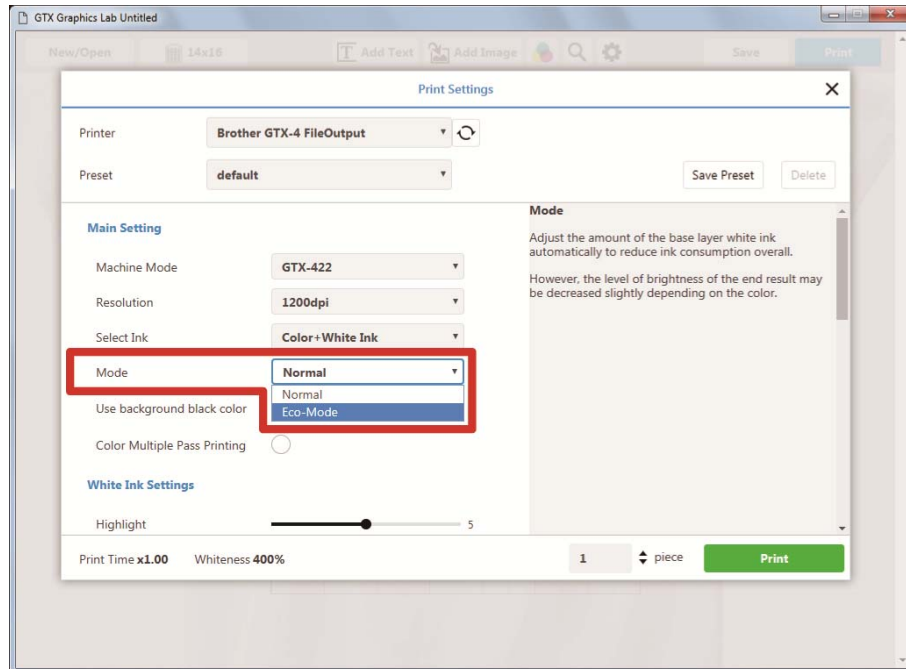 GTX Graphics Lab Untitled
New/Open 14x16 Add Text Add Image Save Print
Print Settings
Printer Brother GTX-4 FileOutput
Preset default Save Preset Delete
Main Setting
Machine Mode GTX-422
Resolution 1200dpi
Select Ink Color+White Ink
Mode Normal
Normal
Eco-Mode
Use background black color
Color Multiple Pass Printing
White Ink Settings
Highlight 5
Mode
Adjust the amount of the base layer white ink
automatically to reduce ink consumption overall.
However, the level of brightness of the end result may
be decreased slightly depending on the color.
Print Time x1.00 Whiteness 400% 1 piece Print